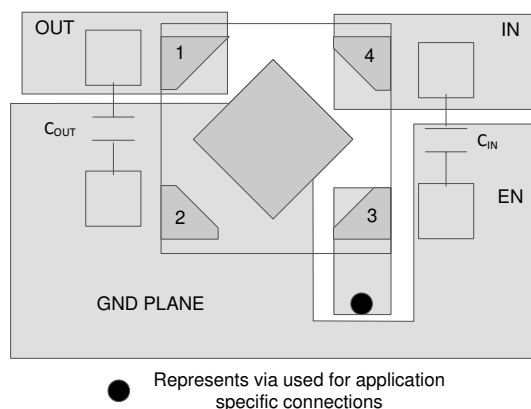 OUT
IN
1
4
COUT
CIN
2
3
EN
GND PLANE
Represents via used for application
specific connections